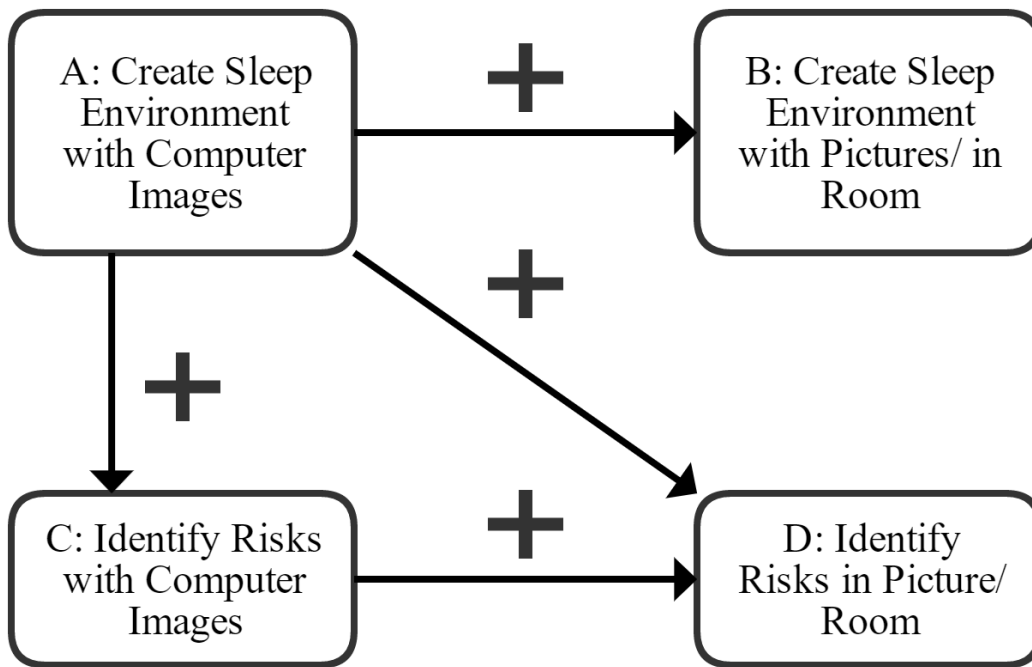 A: Create Sleep
Environment
with Computer
Images
B: Create Sleep
Environment
with Pictures/ in
Room
C: Identify Risks
with Computer
Images
D: Identify
Risks in Picture/
Room